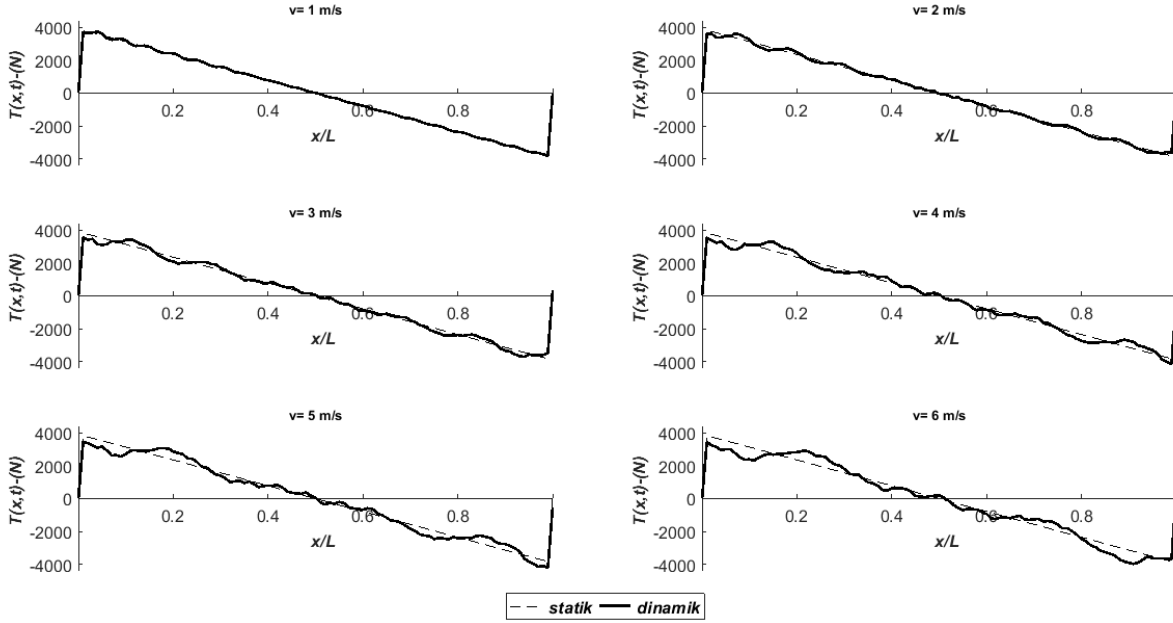 v= 1 m/s
4000
2000
0
-2000
-4000
T(x,t)-(N)
0.2
0.4
0.6
0.8
x/L
v= 2 m/s
4000
2000
0
-2000
-4000
T(x,t)-(N)
0.2
0.4
0.6
0.8
x/L
v= 3 m/s
4000
2000
0
-2000
-4000
T(x,t)-(N)
0.2
0.4
0.6
0.8
x/L
v= 4 m/s
4000
2000
0
-2000
-4000
T(x,t)-(N)
0.2
0.4
0.6
0.8
x/L
v= 5 m/s
4000
2000
0
-2000
-4000
T(x,t)-(N)
0.2
0.4
0.6
0.8
x/L
v= 6 m/s
4000
2000
0
-2000
-4000
T(x,t)-(N)
0.2
0.4
0.6
0.8
x/L
statik dinamik